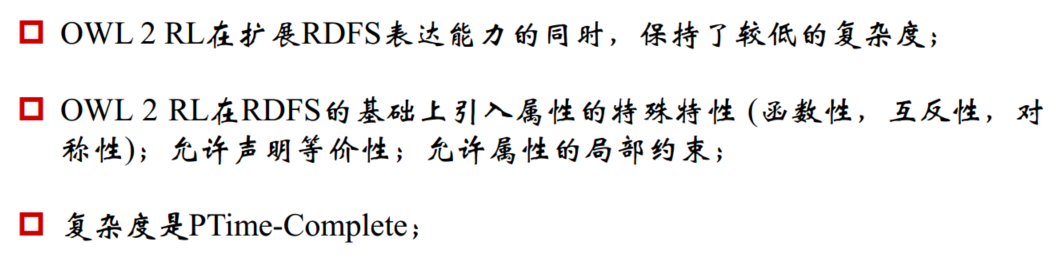 OWL 2 RL在扩展RDFS表达能力的同时，保持了较低的复杂度；
OWL 2 RL在RDFS的基础上引入属性的特殊特性 (函数性，互反性，对
称性)；允许声明等价性；允许属性的局部约束；
复杂度是PTime-Complete；